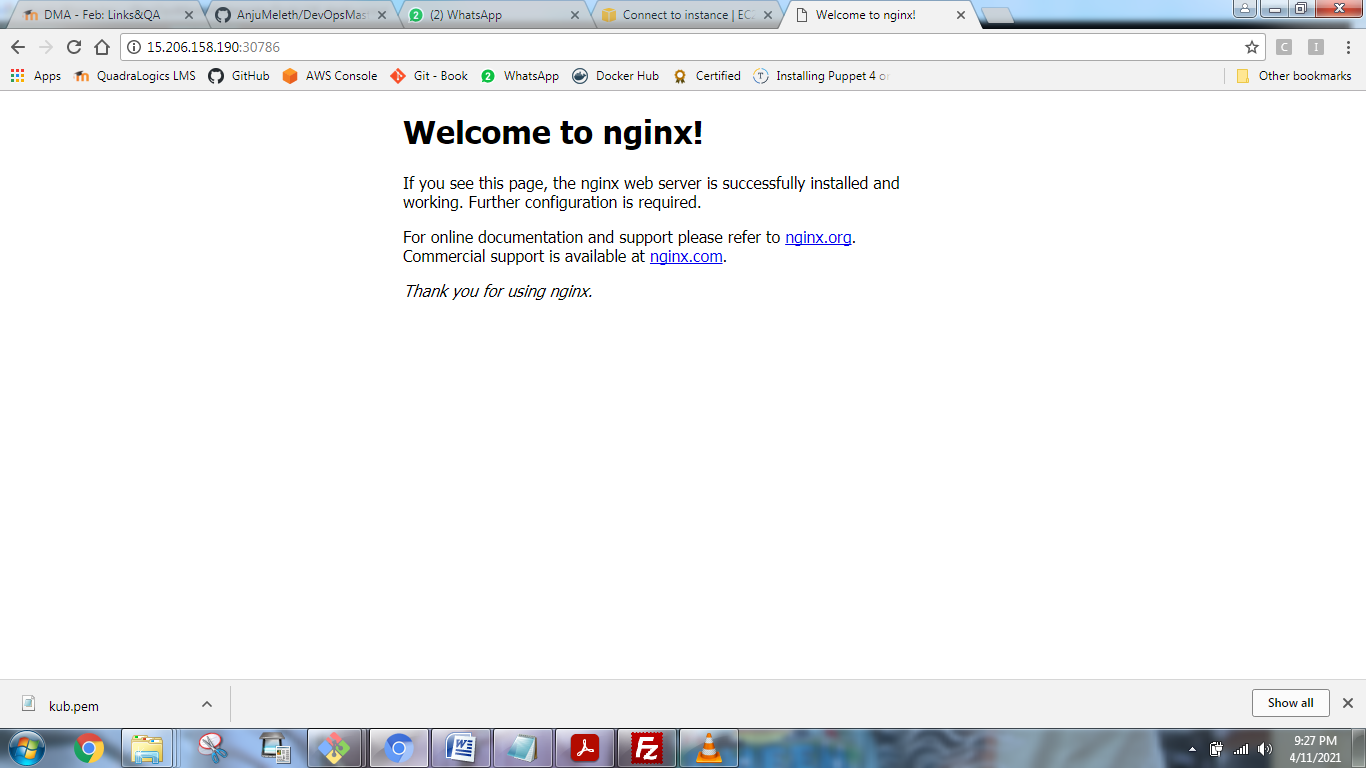 DMA - Feb: Links&QA
AnjuMeleth/DevOpsMas
(2) WhatsApp
Connect to instance | EC2
Welcome to nginx!
15.206.158.190:30786
Apps
QuadraLogics LMS
GitHub
AWS Console
Git - Book
2
WhatsApp
Docker Hub
Certified
Installing Puppet 4 o
Other bookmarks
Welcome to nginx!
If you see this page, the nginx web server is successfully installed and
working. Further configuration is required.
For online documentation and support please refer to nginx.org.
Commercial support is available at nginx.com.
Thank you for using nginx.
kub.pem
Show all
9:27 PM
4/11/2021